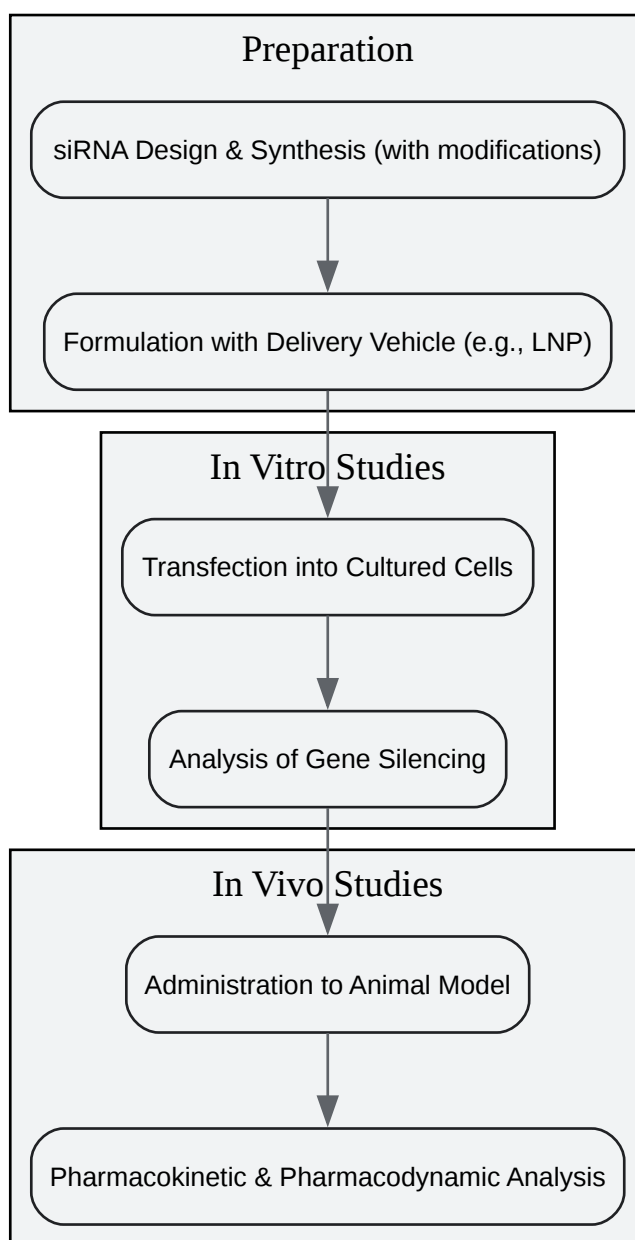 Preparation
siRNA Design & Synthesis (with modifications)
Formulation with Delivery Vehicle (e.g., LNP)
In Vitro Studies
Transfection into Cultured Cells
Analysis of Gene Silencing
In Vivo Studies
Administration to Animal Model
Pharmacokinetic & Pharmacodynamic Analysis